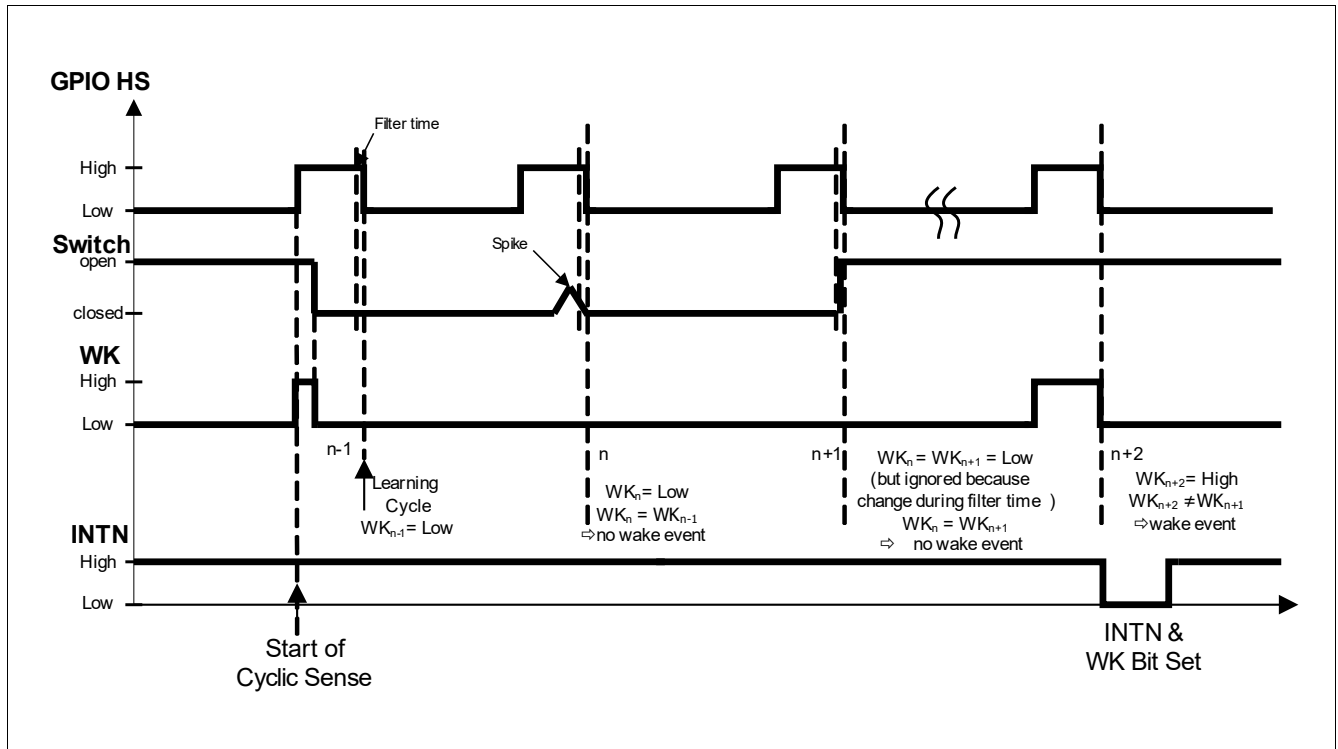 GPIO HS
Filter time
High
Low
Switch
open
Spike
closed
WK
High
Low
n-1
n
n+1
n+2
Learning
Cycle
WKn-1= Low
WKn= Low
WKn = WKn-1
⇨no wake event
WKn = WKn+1 = Low
(but ignored because
change during filter time )
WKn = WKn+1
⇨ no wake event
WKn+2= High
WKn+2 ≠WKn+1
⇨wake event
INTN
High
Low
Start of
Cyclic Sense
INTN &
WK Bit Set